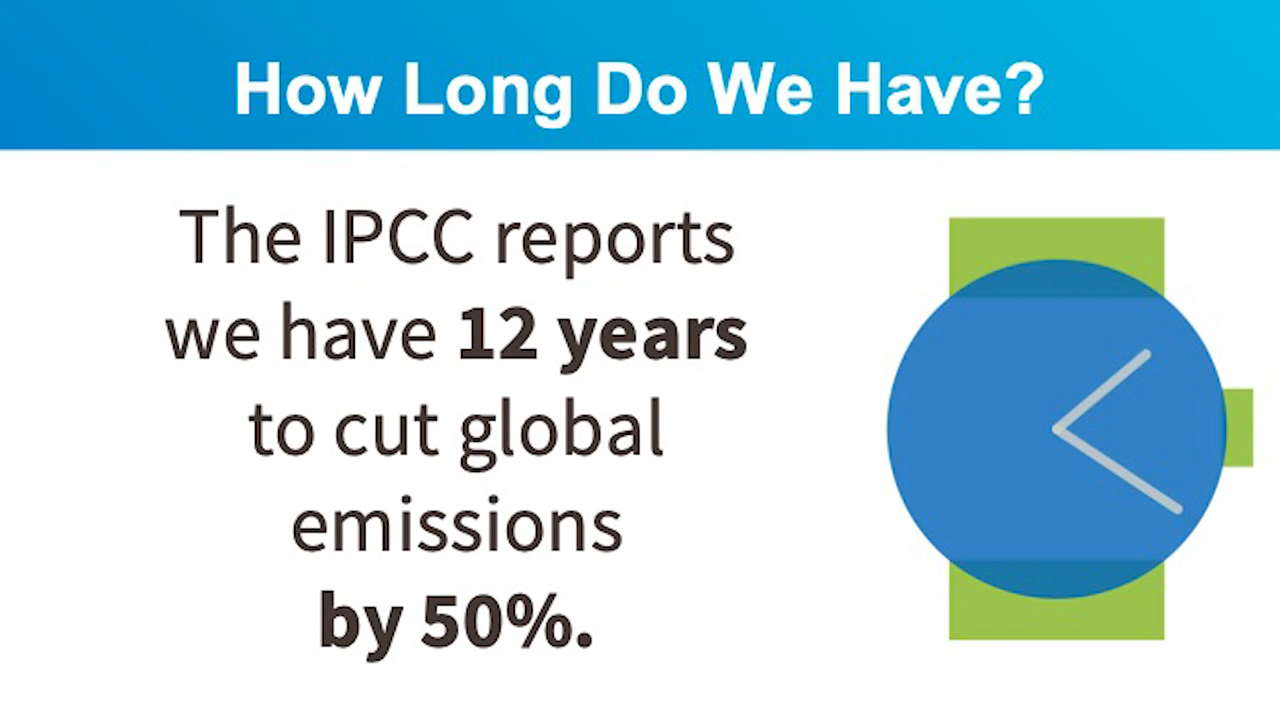 How Long Do We Have?
The IPCC reports
we have 12 years
to cut global
emissions
by 50%.